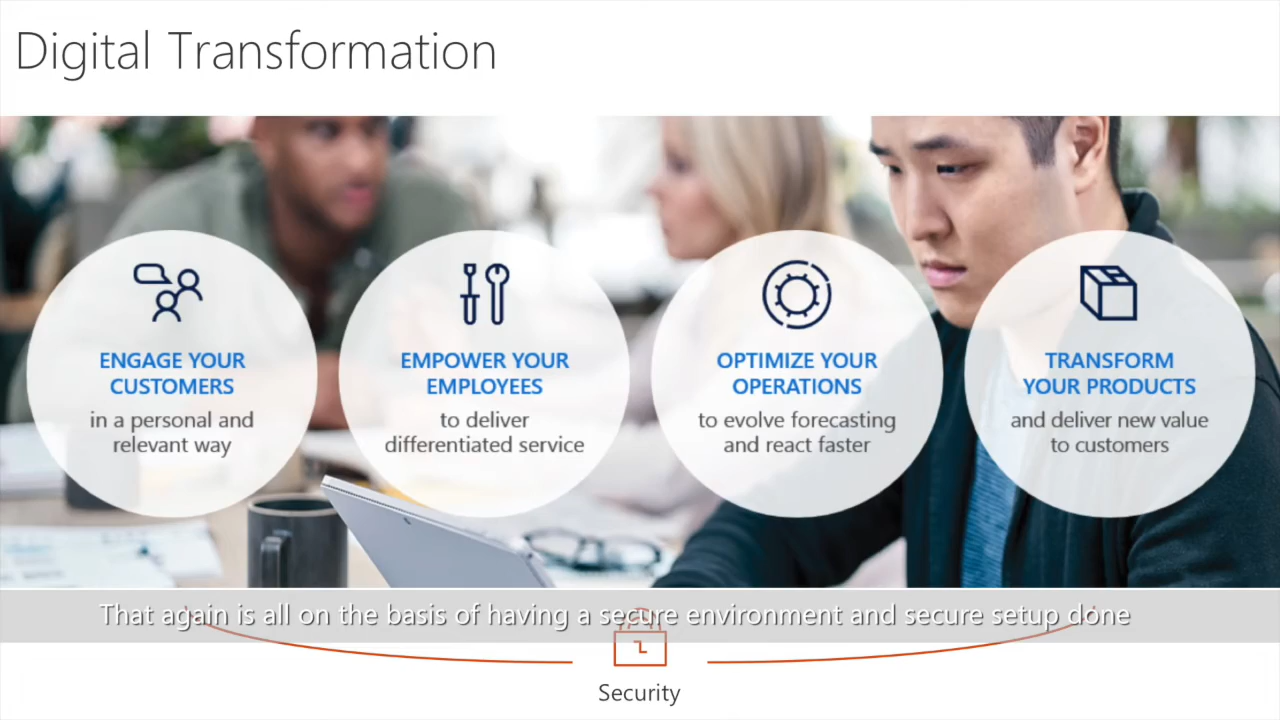 Digital Transformation
ENGAGE YOUR
CUSTOMERS
in a personal and
relevant way
EMPOWER YOUR
EMPLOYEES
to deliver
differentiated service
OPTIMIZE YOUR
OPERATIONS
to evolve forecasting
and react faster
TRANSFORM
YOUR PRODUCTS
and deliver new value
to customers
That again is all on the basis of having a secure environment and secure setup done
Security